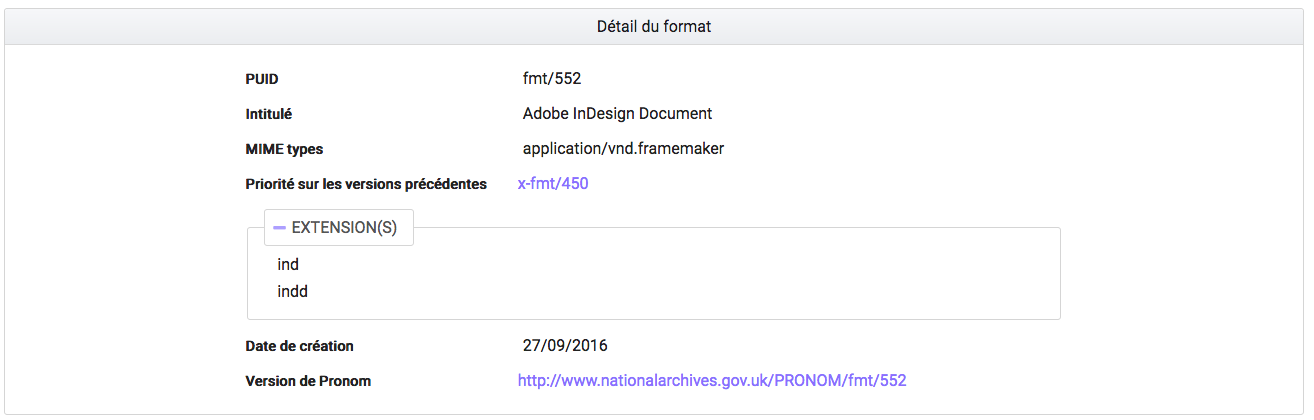 Détail du format
PUID fmt/552
Intitulé Adobe InDesign Document
MIME types application/vnd.framemaker
Priorité sur les versions précédentes x-fmt/450
EXTENSION(S)
ind
indd
Date de création 27/09/2016
Version de Pronom http://www.nationalarchives.gov.uk/PRONOM/fmt/552